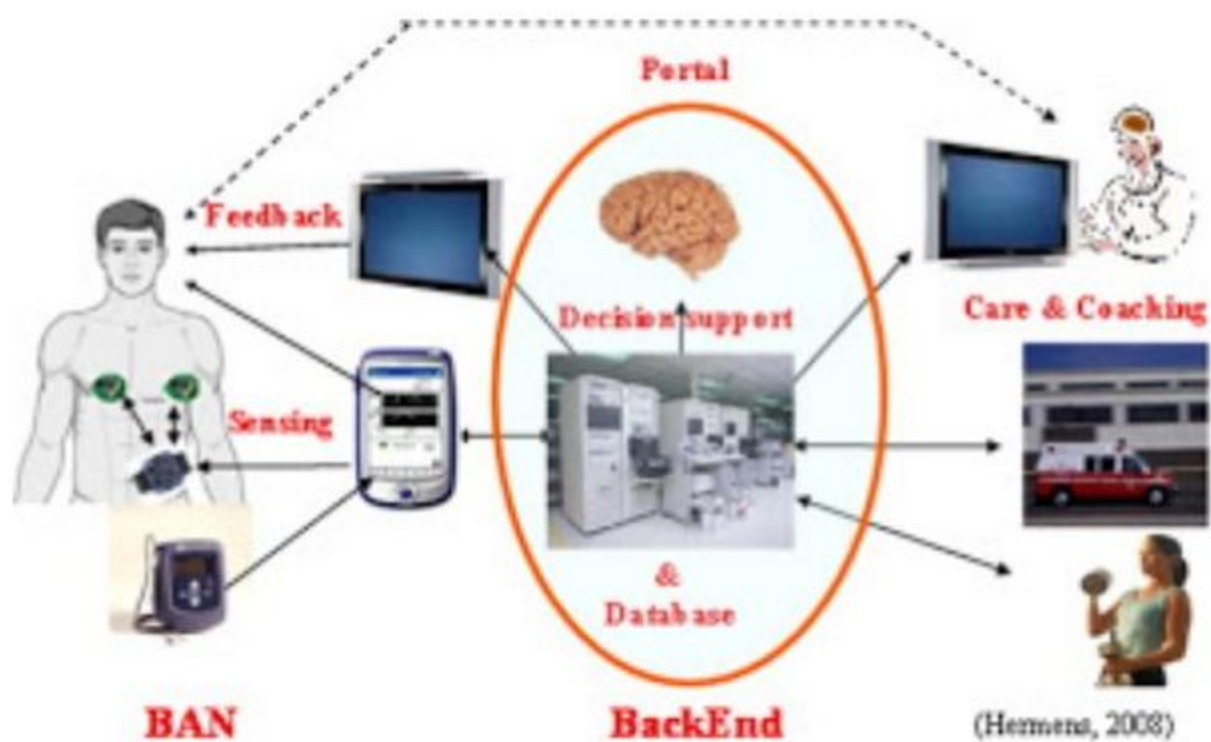 Portal
Feedback
Decision support
Care & Coaching
Sensing
&
Database
BAN
BackEnd
(Hermens, 2008)